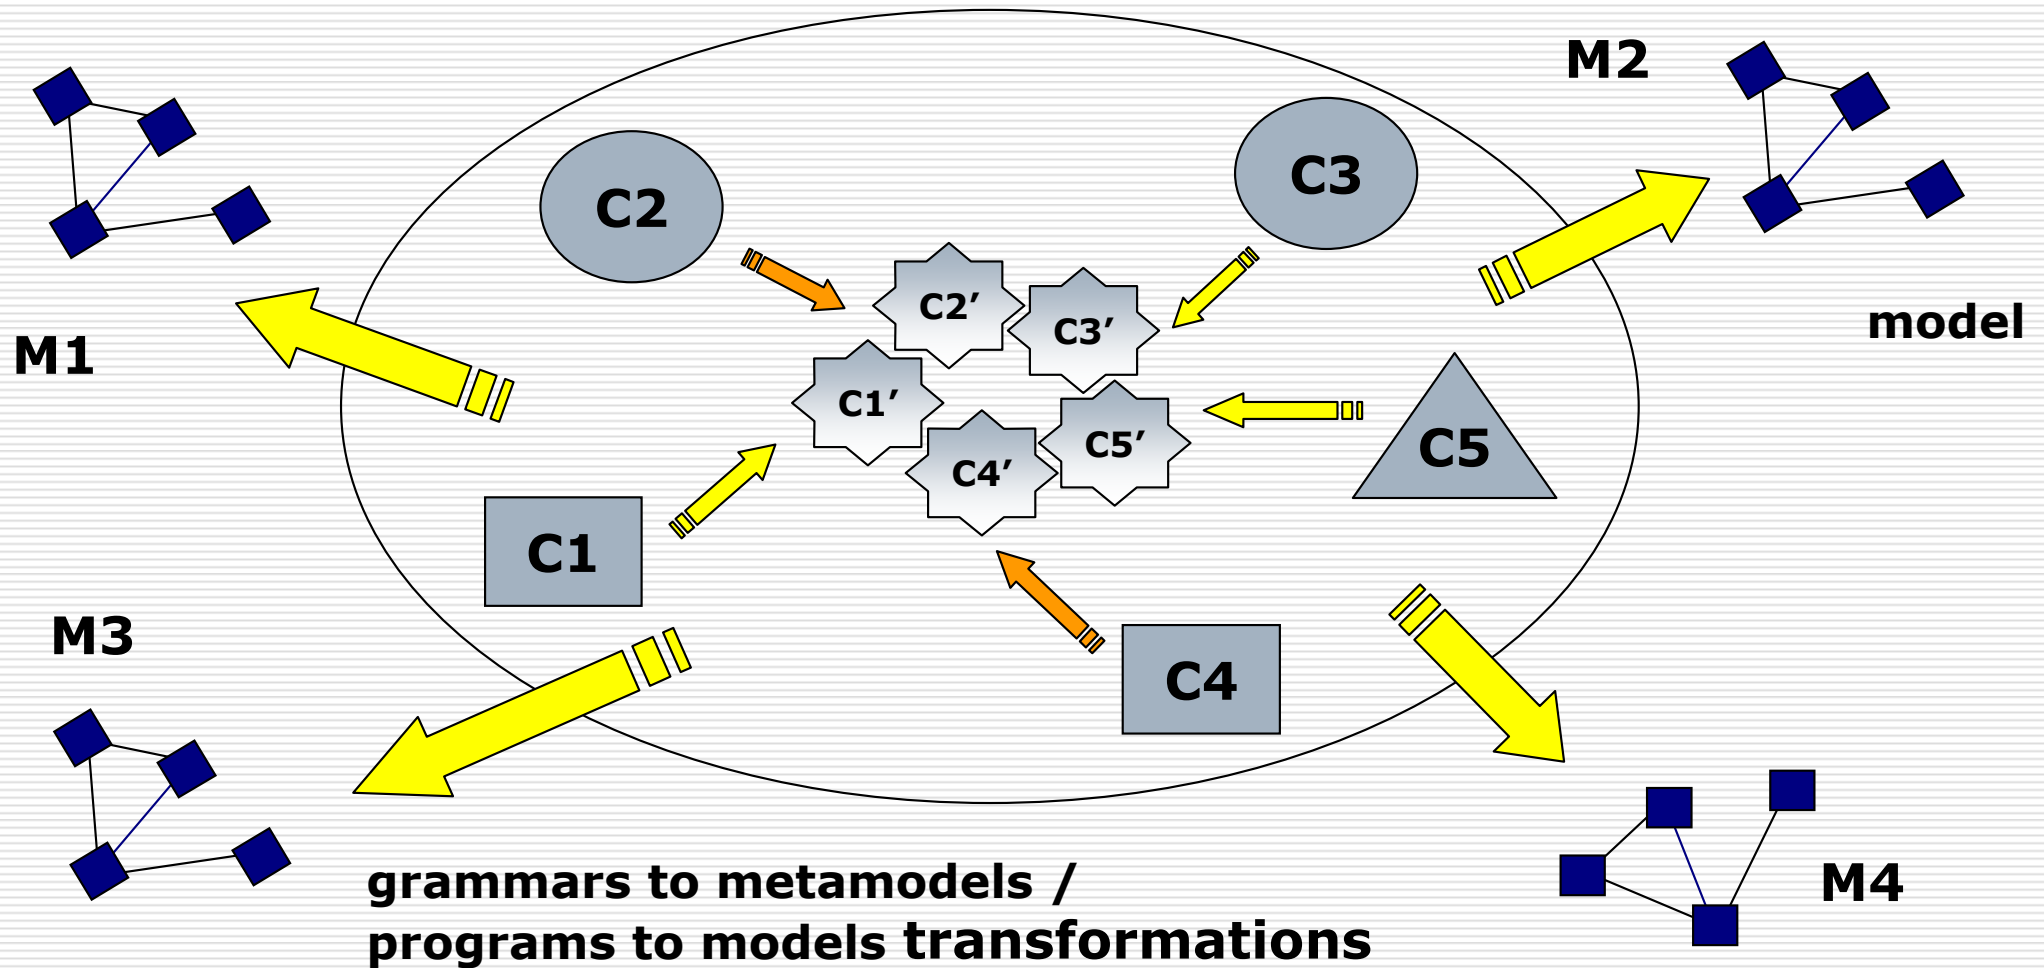 M2
C3
C2
C2′
C3′
model
M1
C1′
C5′
C5
C4′
C1
M3
C4
grammars to metamodels /
M4
programs to models transformations